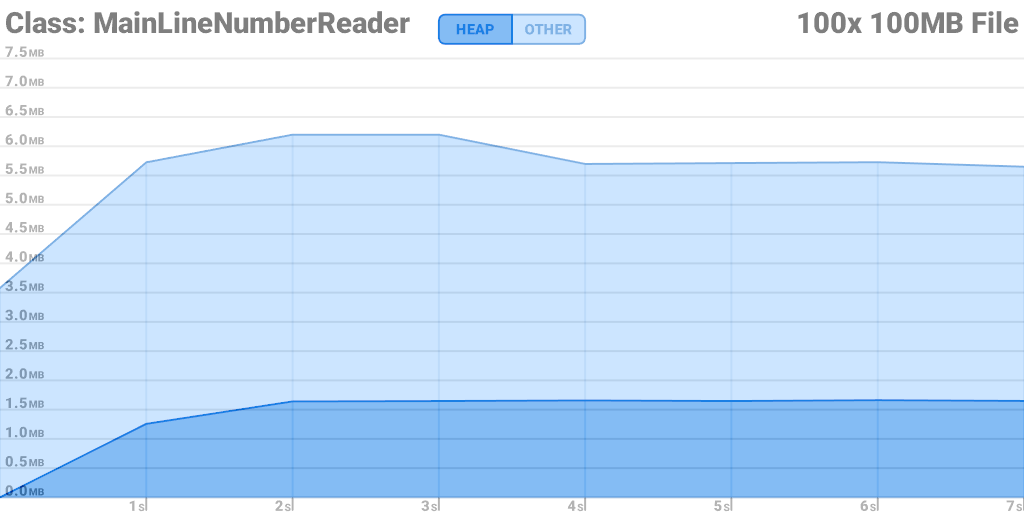 Class: MainLineNumberReader
HEAP OTHER
100x 100MB File
7.5MB
7.0MB
6.5MB
6.0MB
5.5MB
5.0MB
4.5MB
4.0MB
3.5MB
3.0MB
2.5MB
2.0MB
1.5MB
1.0MB
0.5MB
0.0MB
1s 2s 3s 4s 5s 6s 7s